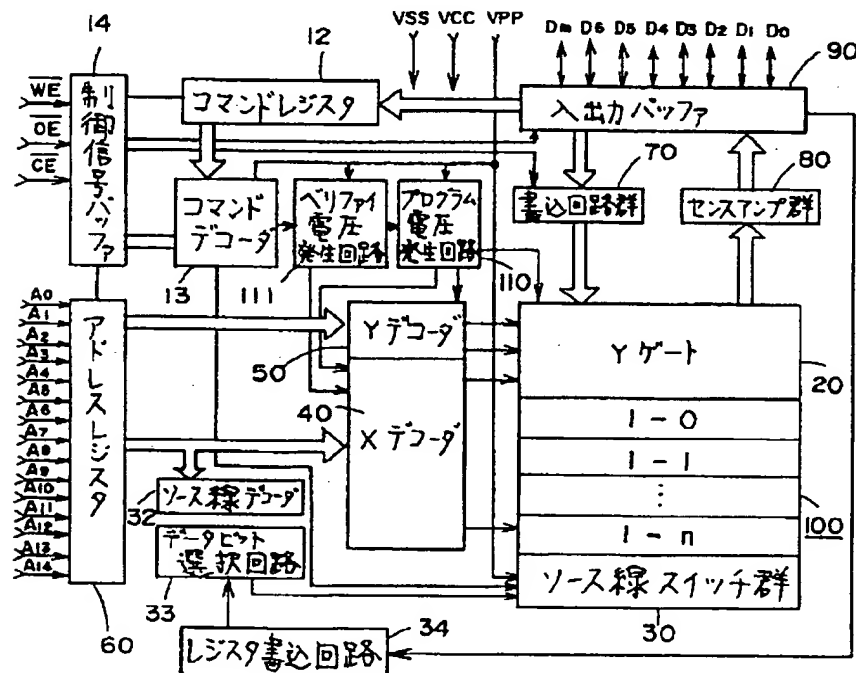 14
12
VSS VCC VPP
Dm D6 D5 D4 D3 D2 D1 D0
90
WE
OE
CE
制御信号バッファ
コマンドレジスタ
入出力バッファ
70
80
コマンド
デコーダ
13
ベリファイ
電圧
発生回路
111
プログラム
電圧
発生回路
110
書込回路群
センスアンプ群
A0
A1
A2
A3
A4
A5
A6
A7
A8
A9
A10
A11
A12
A13
A14
アドレスレジスタ
60
Yデコーダ
50
40
Xデコーダ
Yゲート
20
1-0
1-1
⋮
1-n
100
ソース線スイッチ群
30
ソース線デコーダ
32
データビット
選択回路
33
34
レジスタ書込回路